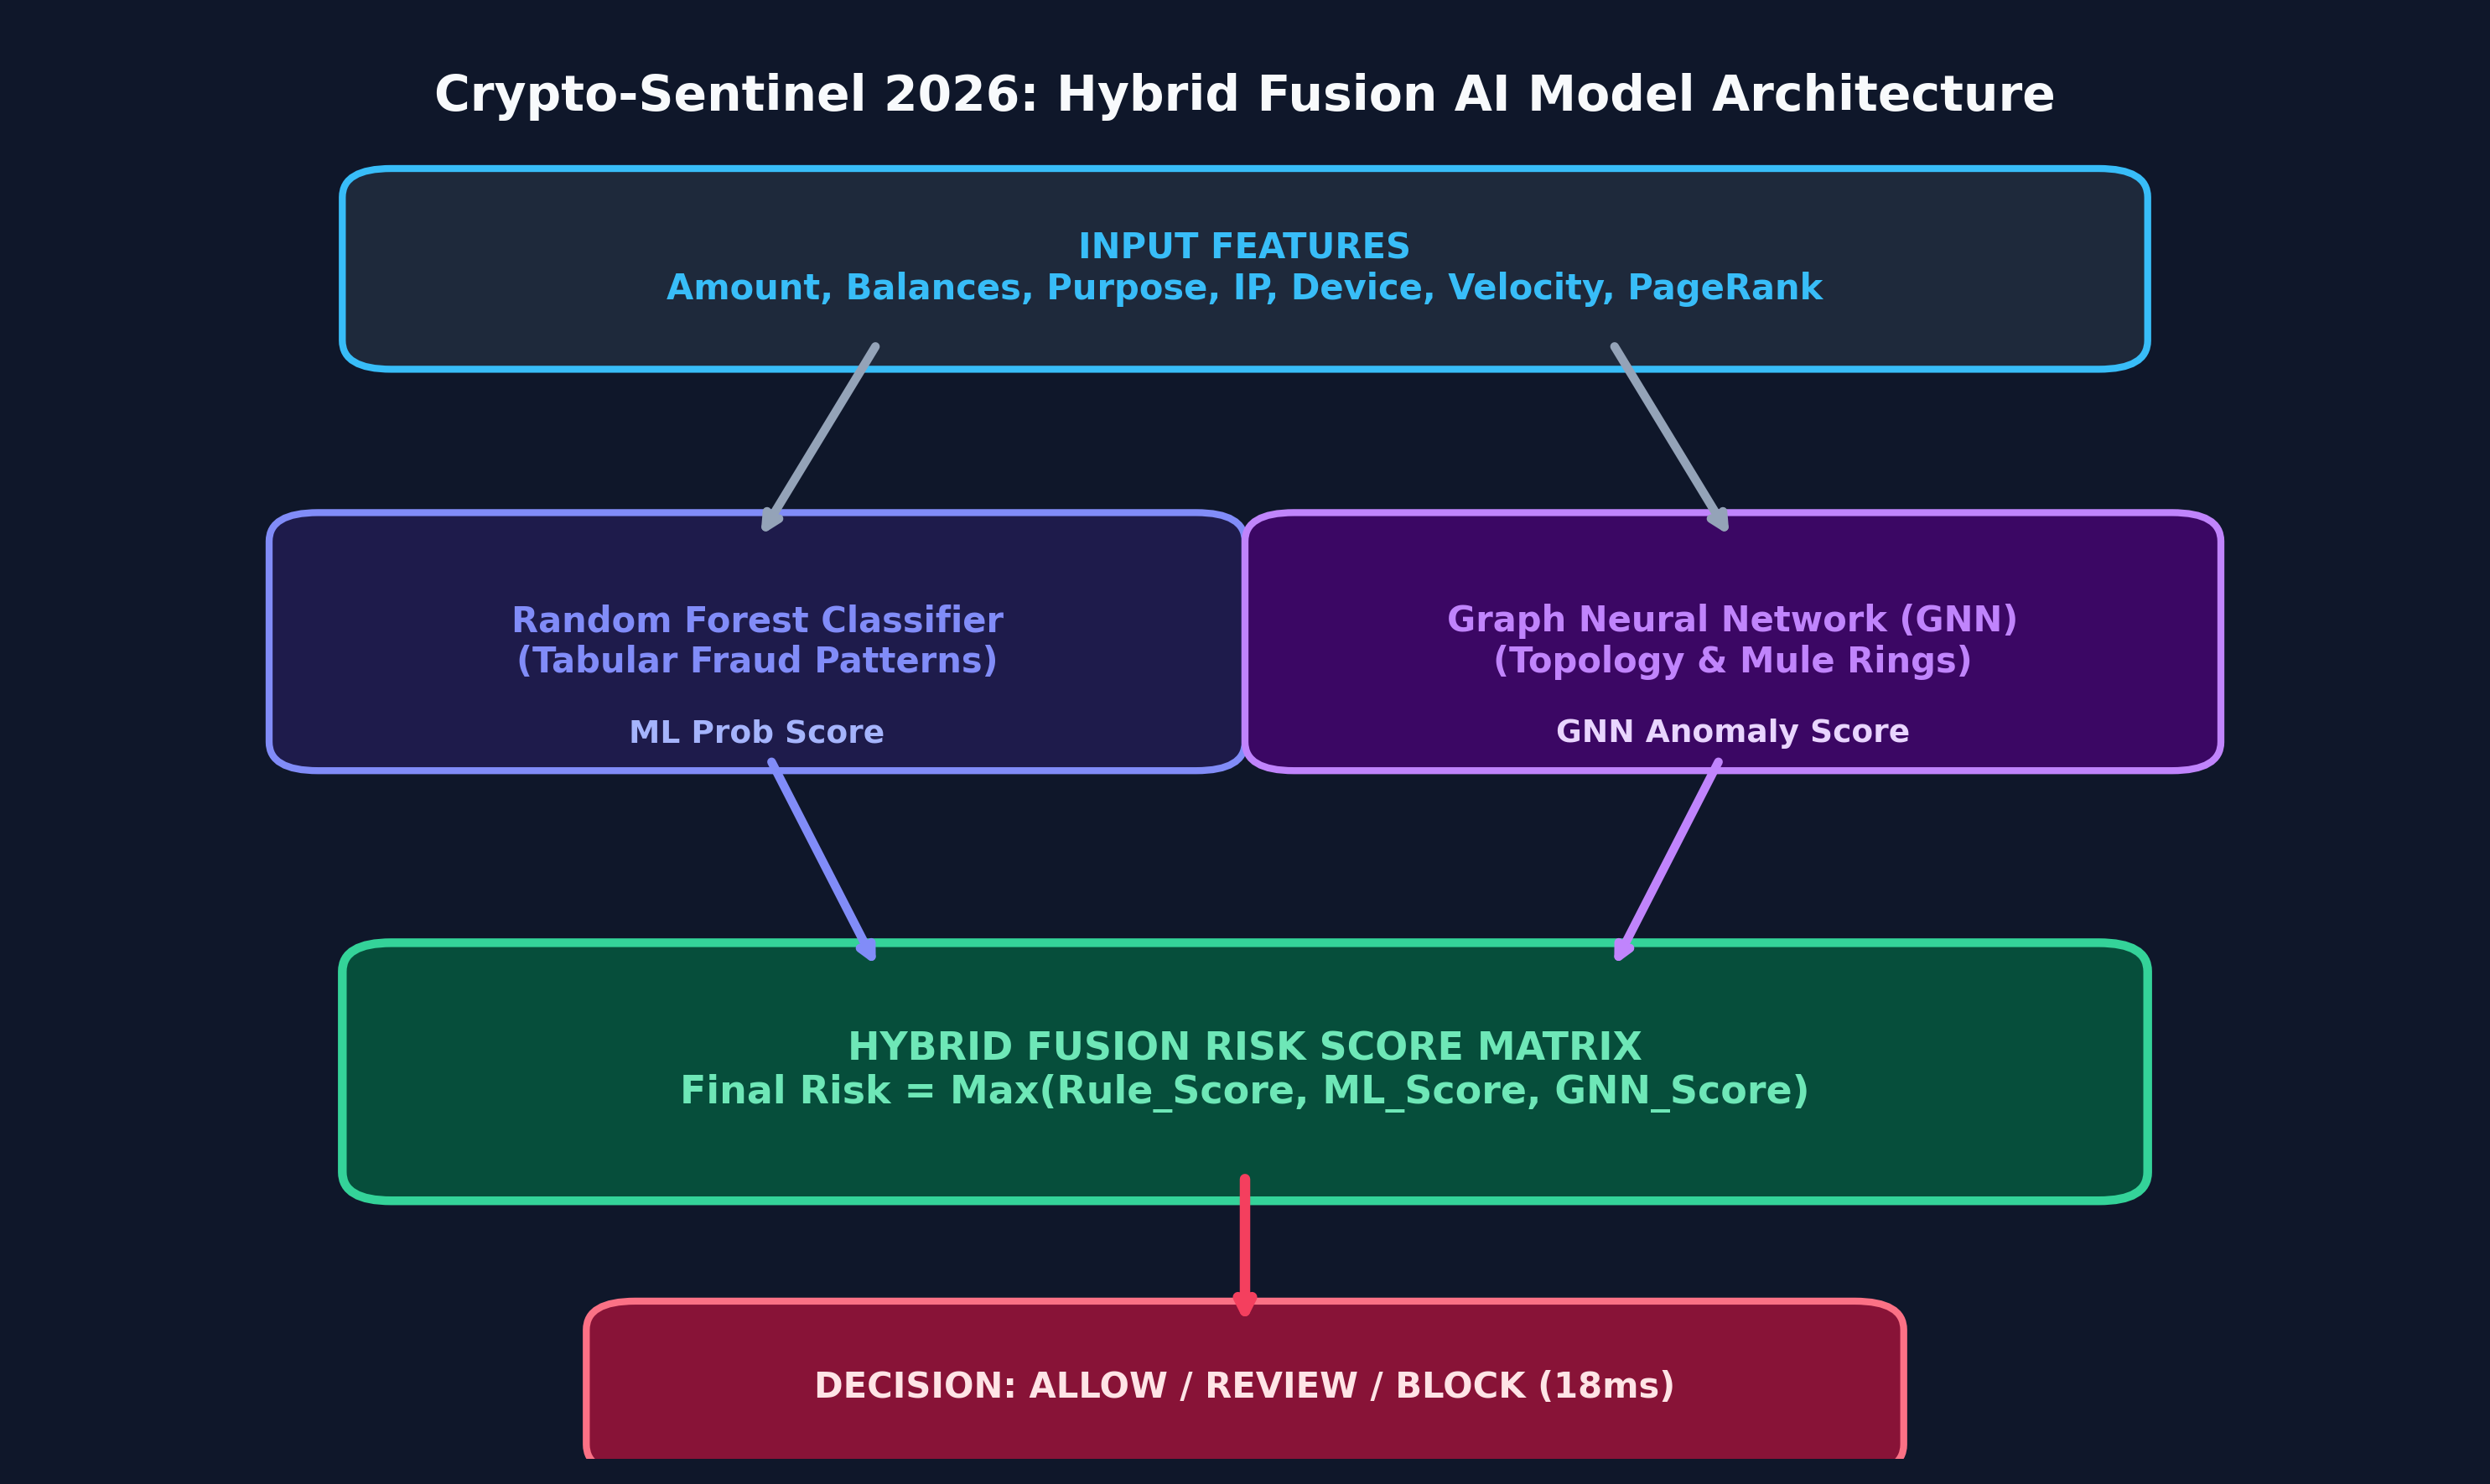 Crypto-Sentinel 2026: Hybrid Fusion AI Model Architecture
INPUT FEATURES
Amount, Balances, Purpose, IP, Device, Velocity, PageRank
Random Forest Classifier
(Tabular Fraud Patterns)
ML Prob Score
Graph Neural Network (GNN)
(Topology & Mule Rings)
GNN Anomaly Score
HYBRID FUSION RISK SCORE MATRIX
Final Risk = Max(Rule_Score, ML_Score, GNN_Score)
DECISION: ALLOW / REVIEW / BLOCK (18ms)